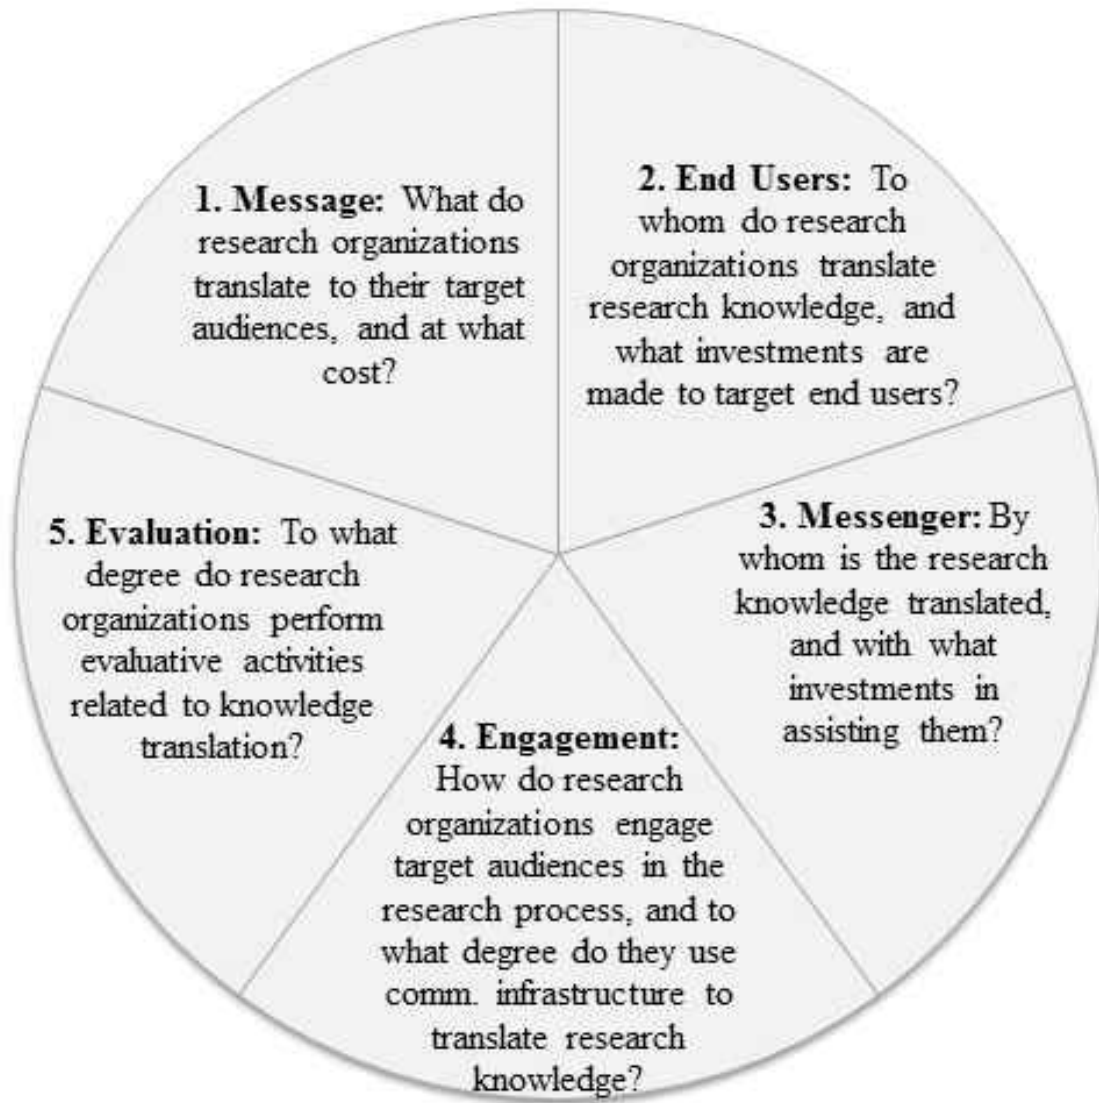 1. Message: What do
research organizations
translate to their target
audiences, and at what
cost?
2. End Users: To
whom do research
organizations translate
research knowledge, and
what investments are
made to target end users?
3. Messenger: By
whom is the research
knowledge translated,
and with what
investments in
assisting them?
4. Engagement:
How do research
organizations engage
target audiences in the
research process, and to
what degree do they use
comm. infrastructure to
translate research
knowledge?
5. Evaluation: To what
degree do research
organizations perform
evaluative activities
related to knowledge
translation?